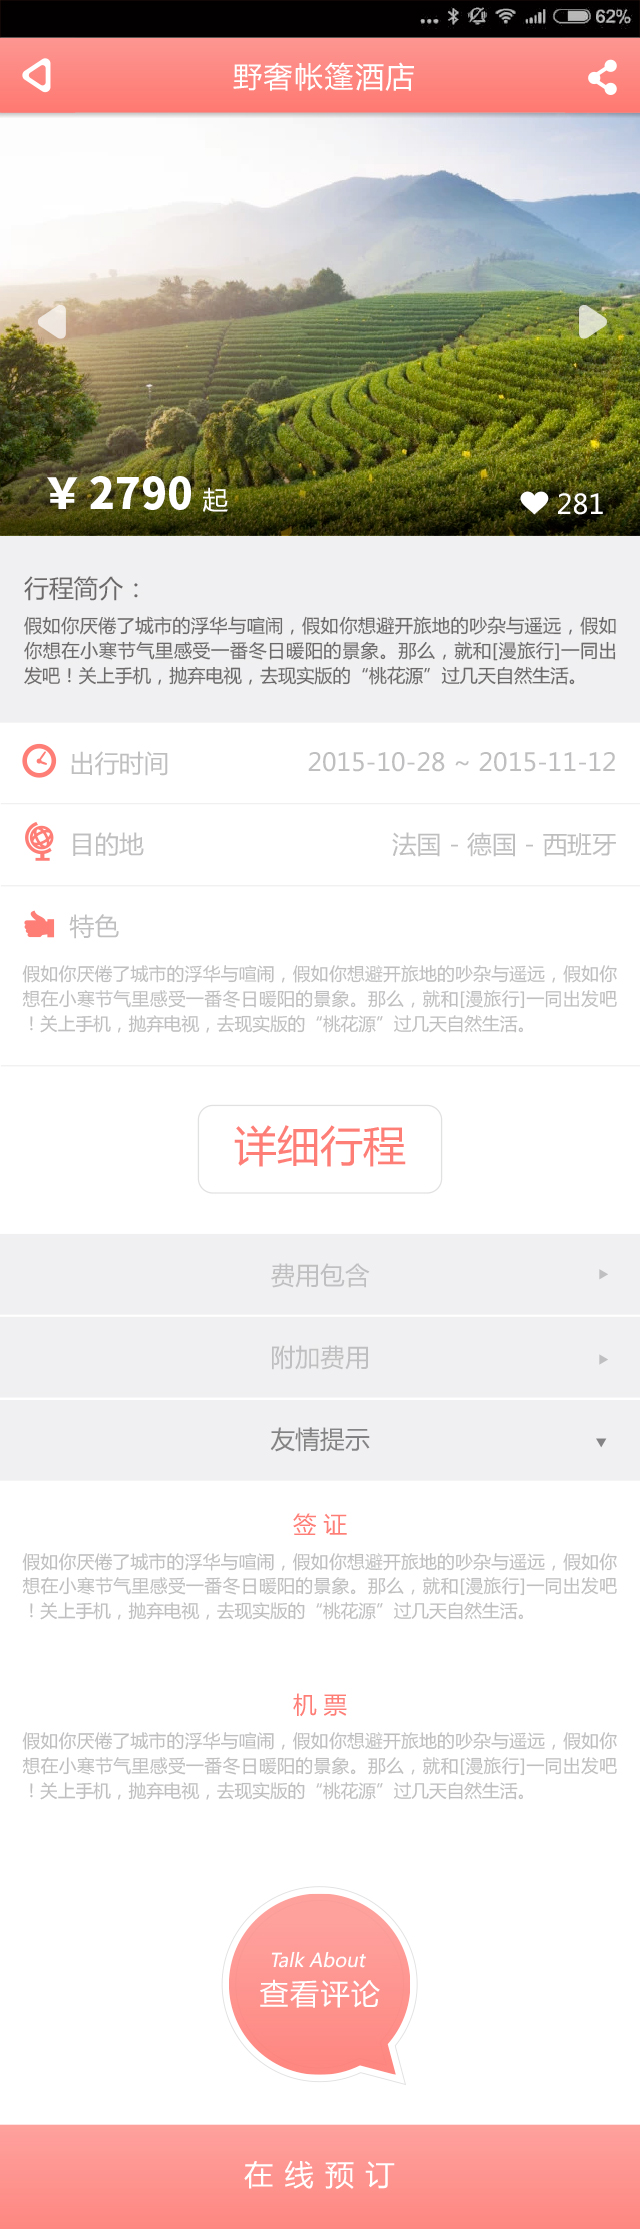 62%
野奢帐篷酒店
¥ 2790 起
281
行程简介：
假如你厌倦了城市的浮华与喧闹，假如你想避开旅地的吵杂与遥远，假如
你想在小寒节气里感受一番冬日暖阳的景象。那么，就和[漫旅行]一同出
发吧！关上手机，抛弃电视，去现实版的“桃花源”过几天自然生活。
出行时间 2015-10-28 ~ 2015-11-12
目的地 法国 - 德国 - 西班牙
特色
假如你厌倦了城市的浮华与喧闹，假如你想避开旅地的吵杂与遥远，假如你
想在小寒节气里感受一番冬日暖阳的景象。那么，就和[漫旅行]一同出发吧
！关上手机，抛弃电视，去现实版的“桃花源”过几天自然生活。
详细行程
费用包含
附加费用
友情提示
签 证
假如你厌倦了城市的浮华与喧闹，假如你想避开旅地的吵杂与遥远，假如你
想在小寒节气里感受一番冬日暖阳的景象。那么，就和[漫旅行]一同出发吧
！关上手机，抛弃电视，去现实版的“桃花源”过几天自然生活。
机 票
假如你厌倦了城市的浮华与喧闹，假如你想避开旅地的吵杂与遥远，假如你
想在小寒节气里感受一番冬日暖阳的景象。那么，就和[漫旅行]一同出发吧
！关上手机，抛弃电视，去现实版的“桃花源”过几天自然生活。
Talk About
查看评论
在 线 预 订